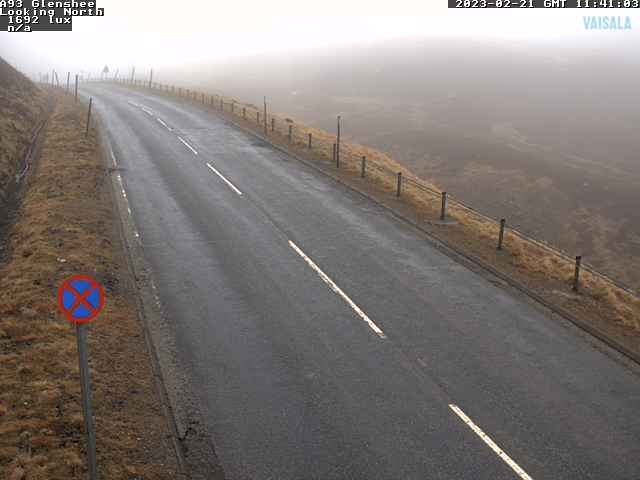 A93 Glenshee
Looking North
1692 lux
n/a
2023-02-21 GMT 11:41:03
VAISALA